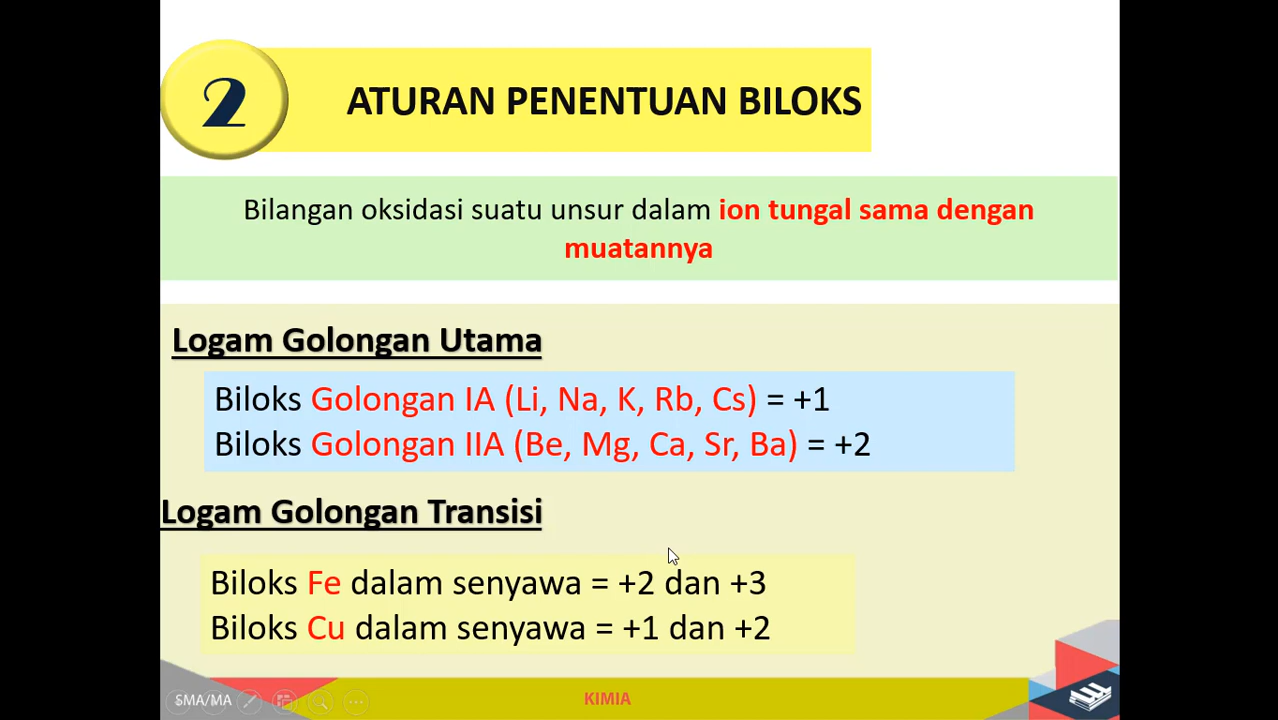 2
ATURAN PENENTUAN BILOKS
Bilangan oksidasi suatu unsur dalam ion tungal sama dengan
muatannya
Logam Golongan Utama
Biloks Golongan IA (Li, Na, K, Rb, Cs) = +1
Biloks Golongan IIA (Be, Mg, Ca, Sr, Ba) = +2
Logam Golongan Transisi
Biloks Fe dalam senyawa = +2 dan +3
Biloks Cu dalam senyawa = +1 dan +2
SMA/MA
KIMIA